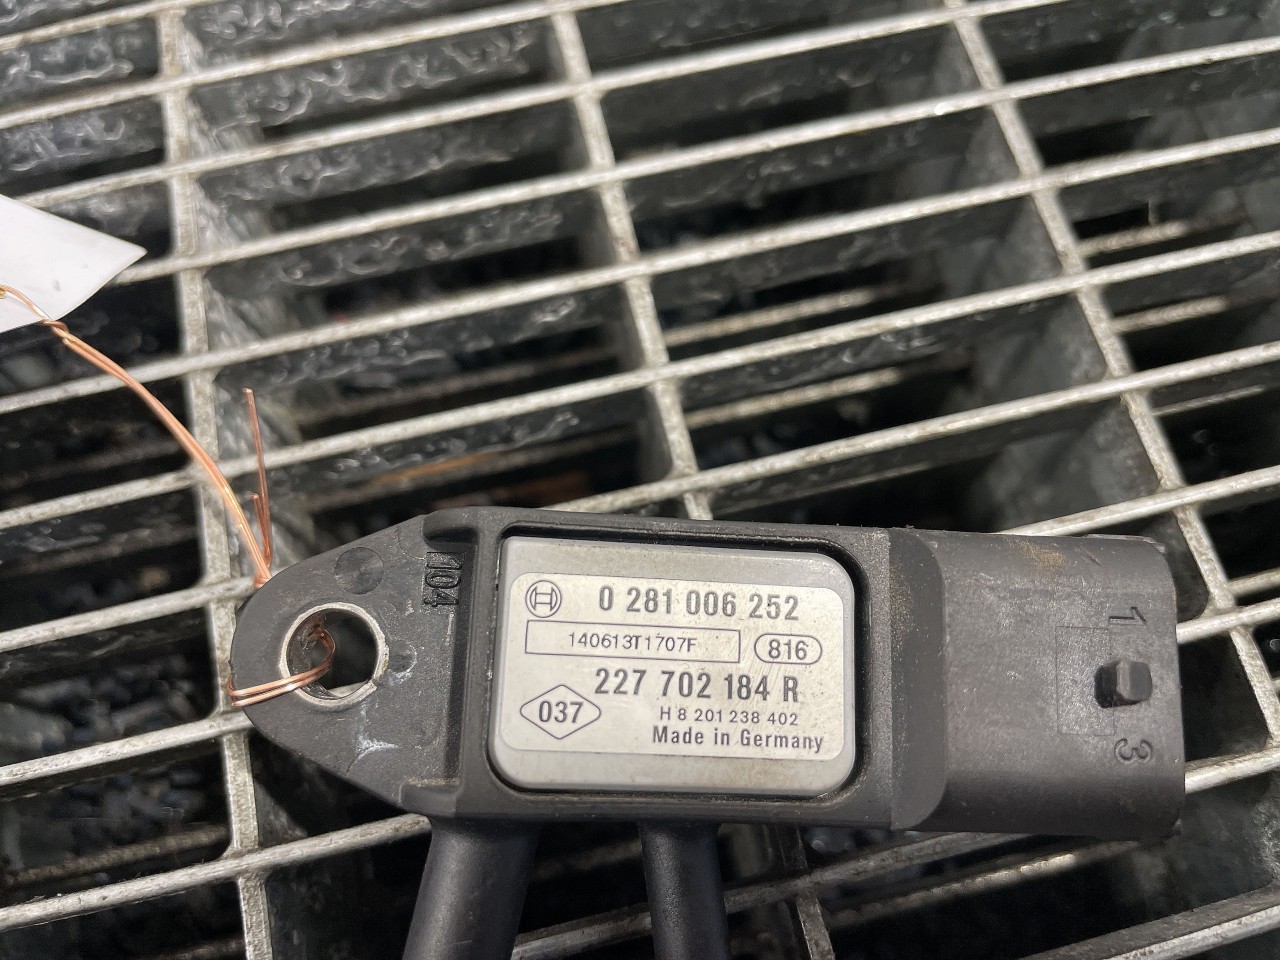 104
0 281 006 252
140613T1707F
816
227 702 184 R
037
H 8 201 238 402
Made in Germany
1
3